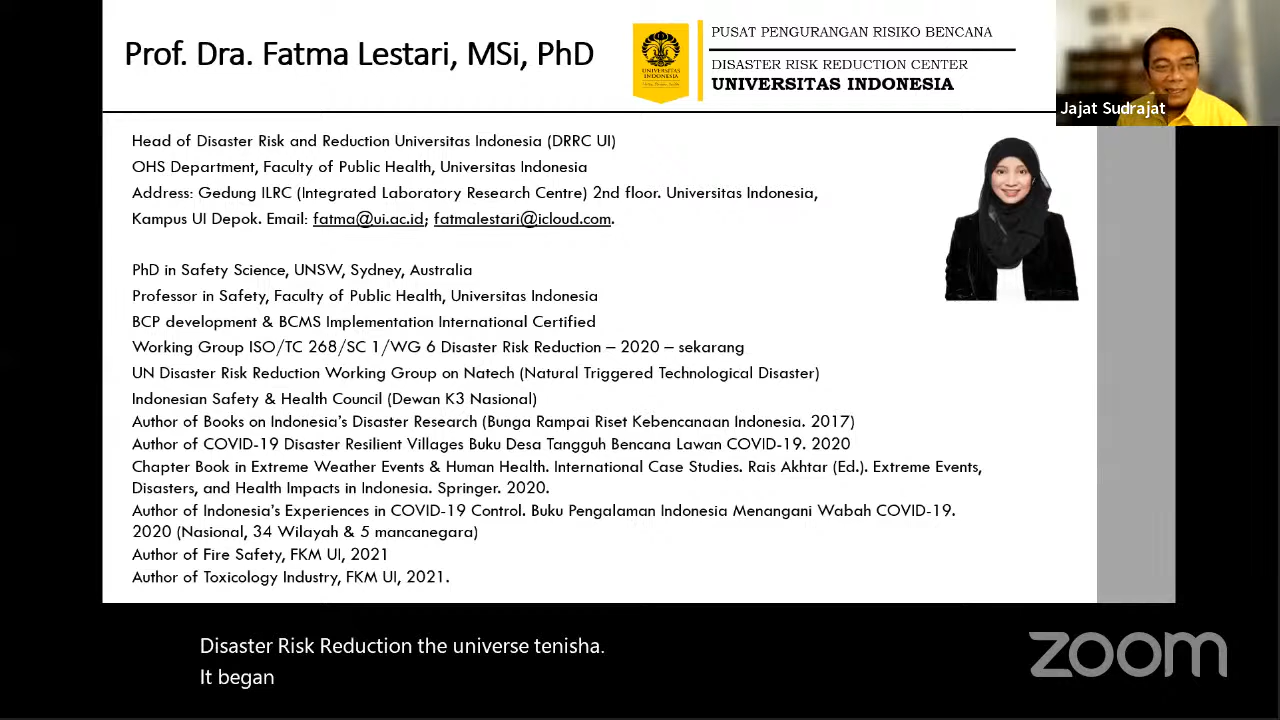 Prof. Dra. Fatma Lestari, MSi, PhD
UNIVERSITAS
INDONESIA
PUSAT PENGURANGAN RISIKO BENCANA
DISASTER RISK REDUCTION CENTER
UNIVERSITAS INDONESIA
Jajat Sudrajat
Head of Disaster Risk and Reduction Universitas Indonesia (DRRC UI)
OHS Department, Faculty of Public Health, Universitas Indonesia
Address: Gedung ILRC (Integrated Laboratory Research Centre) 2nd floor. Universitas Indonesia,
Kampus UI Depok. Email: fatma@ui.ac.id; fatmalestari@icloud.com.
PhD in Safety Science, UNSW, Sydney, Australia
Professor in Safety, Faculty of Public Health, Universitas Indonesia
BCP development & BCMS Implementation International Certified
Working Group ISO/TC 268/SC 1/WG 6 Disaster Risk Reduction – 2020 – sekarang
UN Disaster Risk Reduction Working Group on Natech (Natural Triggered Technological Disaster)
Indonesian Safety & Health Council (Dewan K3 Nasional)
Author of Books on Indonesia's Disaster Research (Bunga Rampai Riset Kebencanaan Indonesia. 2017)
Author of COVID-19 Disaster Resilient Villages Buku Desa Tangguh Bencana Lawan COVID-19. 2020
Chapter Book in Extreme Weather Events & Human Health. International Case Studies. Rais Akhtar (Ed.). Extreme Events,
Disasters, and Health Impacts in Indonesia. Springer. 2020.
Author of Indonesia's Experiences in COVID-19 Control. Buku Pengalaman Indonesia Menangani Wabah COVID-19.
2020 (Nasional, 34 Wilayah & 5 mancanegara)
Author of Fire Safety, FKM UI, 2021
Author of Toxicology Industry, FKM UI, 2021.
Disaster Risk Reduction the universe tenisha.
It began
zoom